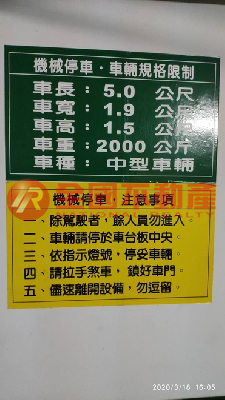 機械停車·車輛規格限制
車長：5.0 公尺
車寬：1.9 公尺
車高：1.5 公尺
車重：2000 公斤
車種：中型車輛
機械停車·注意事項
一、除駕駛者，餘人員勿進入。
二、車輛請停於車台板中央。
三、依指示燈號，停妥車輛。
四、請拉手煞車，鎖好車門。
五、儘速離開設備，勿逗留。
2020/3/18 15:05